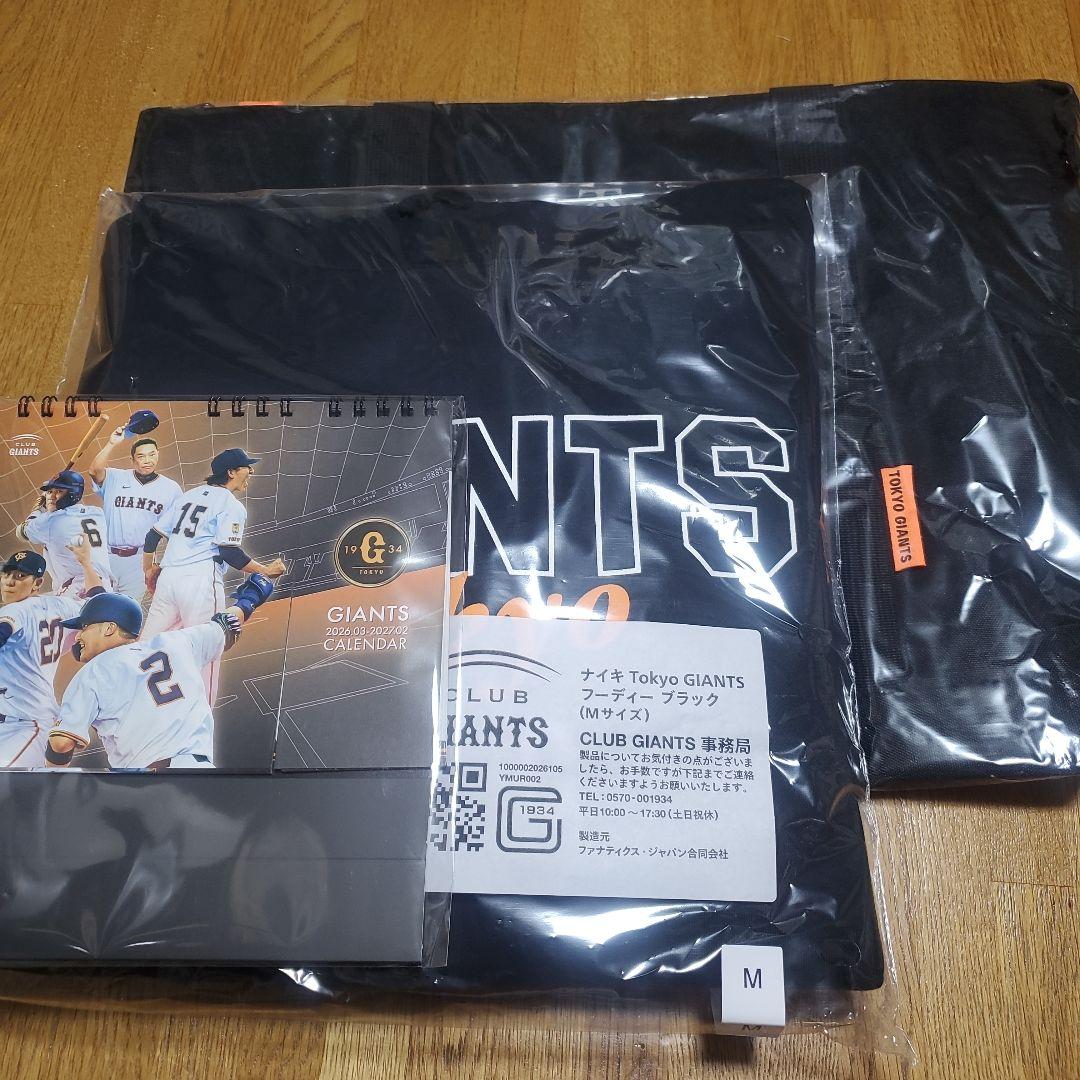 NTS
TOKYO GIANTS
CLUB
GIANTS
6
GIANTS
15
2
19 G 34
TOKYO
GIANTS
2026.03-2027.02
CALENDAR
CLUB
IANTS
ナイキ Tokyo GIANTS
フーディー ブラック
（Mサイズ）
CLUB GIANTS 事務局
製品についてお気付きの点がございま
したら、お手数ですが下記までご連絡
くださいますようお願いいたします。
TEL:0570-001934
平日10:00～17:30（土日祝休）
製造元
ファナティクス・ジャパン合同会社
1000002026105
YMUR002
G 1934
M